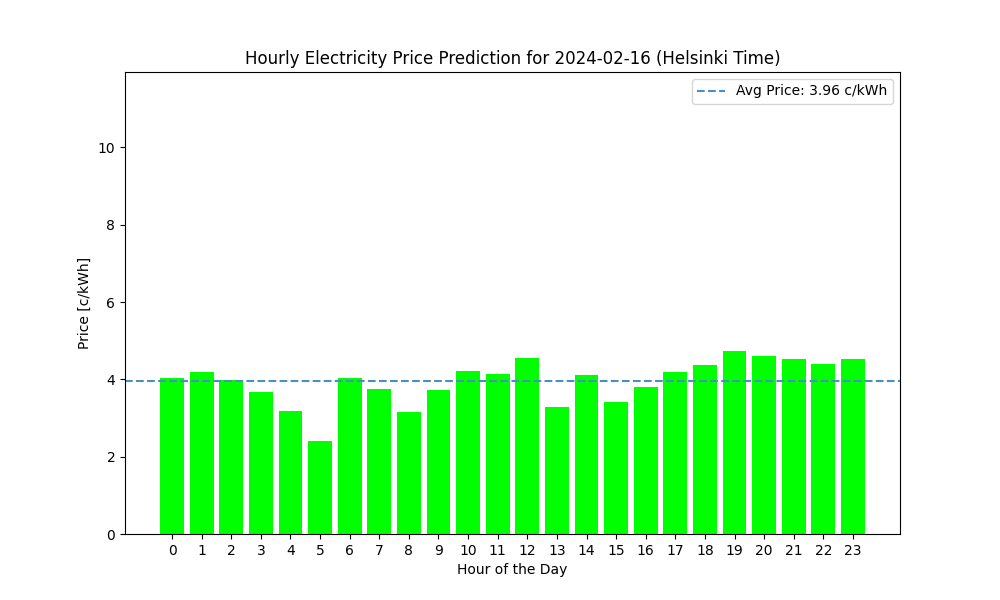 Hourly Electricity Price Prediction for 2024-02-16 (Helsinki Time)
Avg Price: 3.96 c/kWh
Price [c/kWh]
10
8
6
4
2
0
0 1 2 3 4 5 6 7 8 9 10 11 12 13 14 15 16 17 18 19 20 21 22 23
Hour of the Day